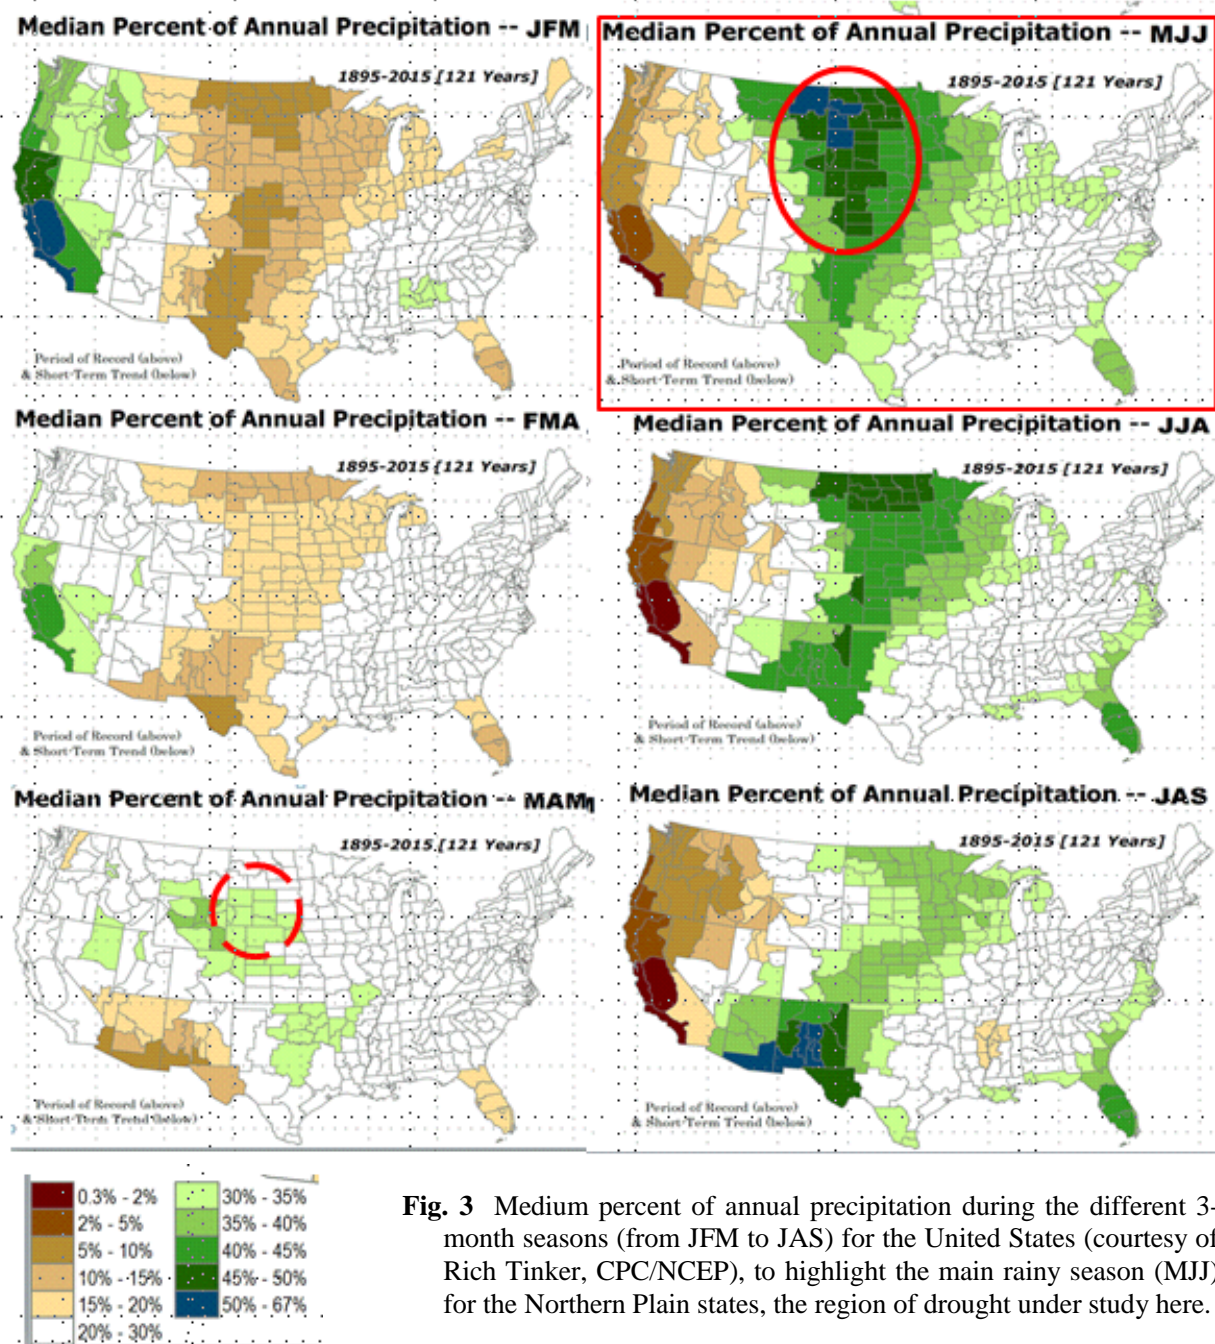 Median Percent of Annual Precipitation -- JFM
1895-2015 [121 Years]
Period of Record (above)
& Short-Term Trend (below)
Median Percent of Annual Precipitation -- MJJ
1895-2015 [121 Years]
Period of Record (above)
& Short-Term Trend (below)
Median Percent of Annual Precipitation -- FMA
1895-2015 [121 Years]
Period of Record (above)
& Short-Term Trend (below)
Median Percent of Annual Precipitation -- JJA
1895-2015 [121 Years]
Period of Record (above)
& Short-Term Trend (below)
Median Percent of Annual Precipitation -- MAM
1895-2015 [121 Years]
Period of Record (above)
& Short-Term Trend (below)
Median Percent of Annual Precipitation -- JAS
1895-2015 [121 Years]
Period of Record (above)
& Short-Term Trend (below)
0.3% - 2%
2% - 5%
5% - 10%
10% - 15%
15% - 20%
20% - 30%
30% - 35%
35% - 40%
40% - 45%
45% - 50%
50% - 67%
Fig. 3 Medium percent of annual precipitation during the different 3-
month seasons (from JFM to JAS) for the United States (courtesy of
Rich Tinker, CPC/NCEP), to highlight the main rainy season (MJJ)
for the Northern Plain states, the region of drought under study here.